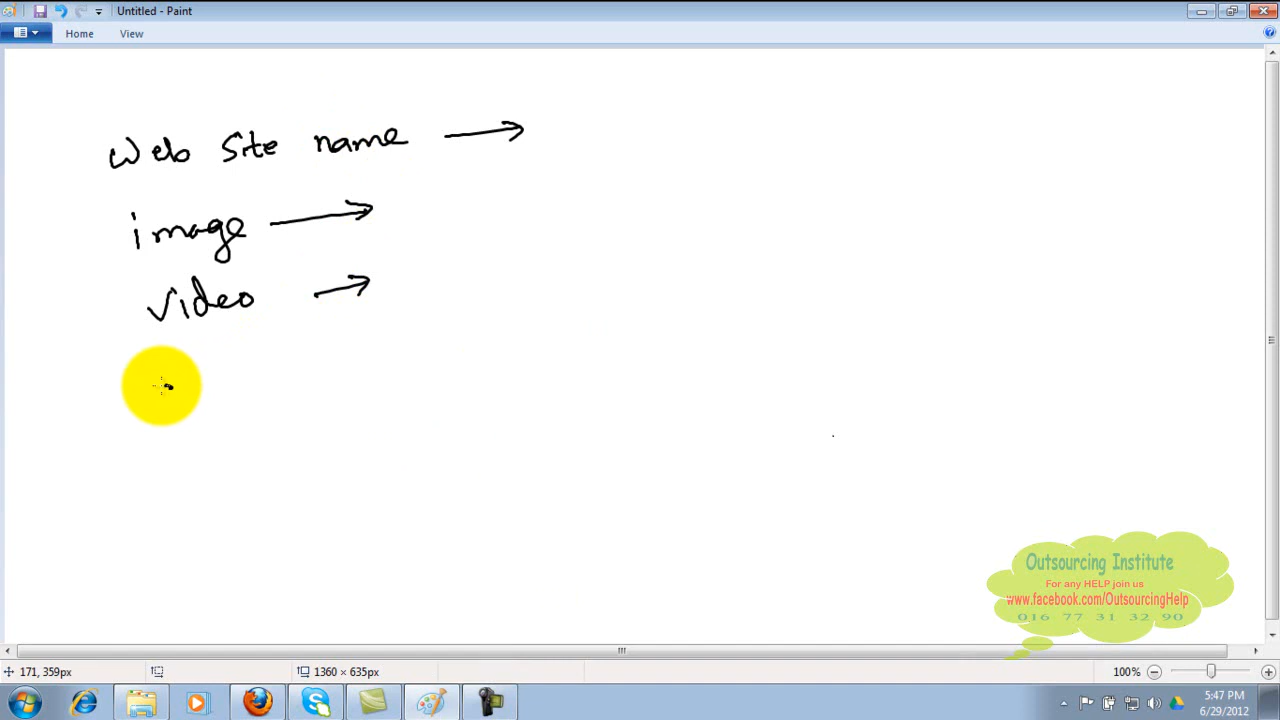 Untitled - Paint
Home View
Web Site name →
image →
Video →
Outsourcing Institute
For any HELP join us
www.facebook.com/OutsourcingHelp
016 77 31 32 90
171, 359px
1360 × 635px
100%
5:47 PM
6/29/2012